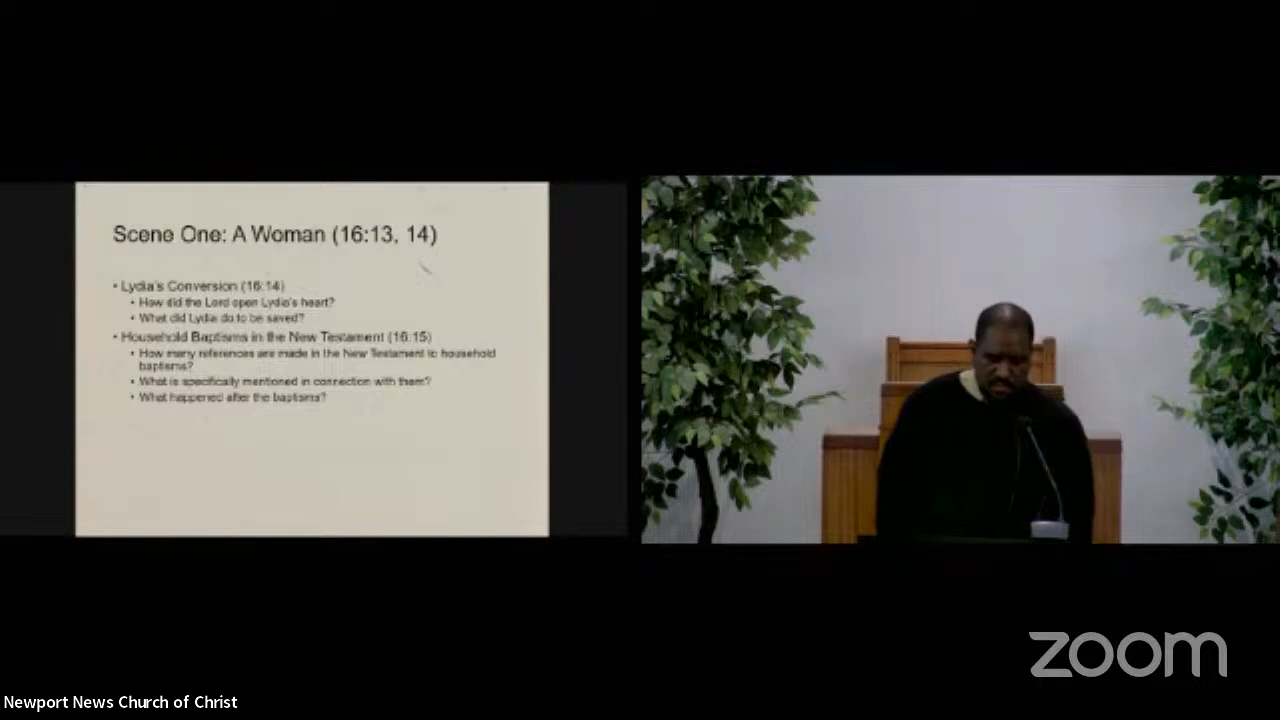 Scene One: A Woman (16:13, 14)
• Lydia's Conversion (16:14)
• How did the Lord open Lydia's heart?
• What did Lydia do to be saved?
• Household Baptisms in the New Testament (16:15)
• How many references are made in the New Testament to household
baptisms?
• What is specifically mentioned in connection with them?
• What happened after the baptisms?
zoom
Newport News Church of Christ